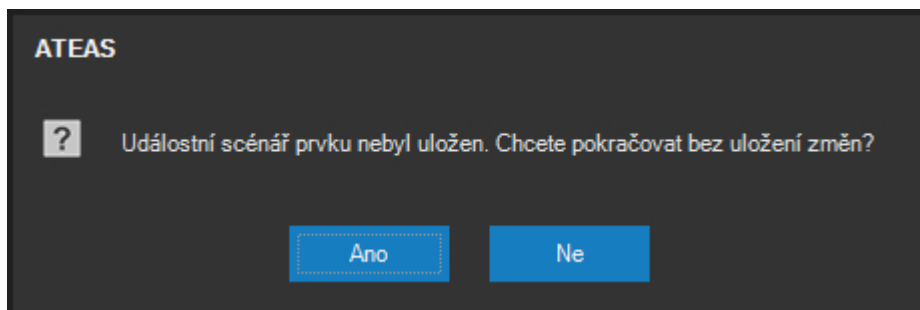 ATEAS
?
Událostní scénář prvku nebyl uložen. Chcete pokračovat bez uložení změn?
Ano
Ne